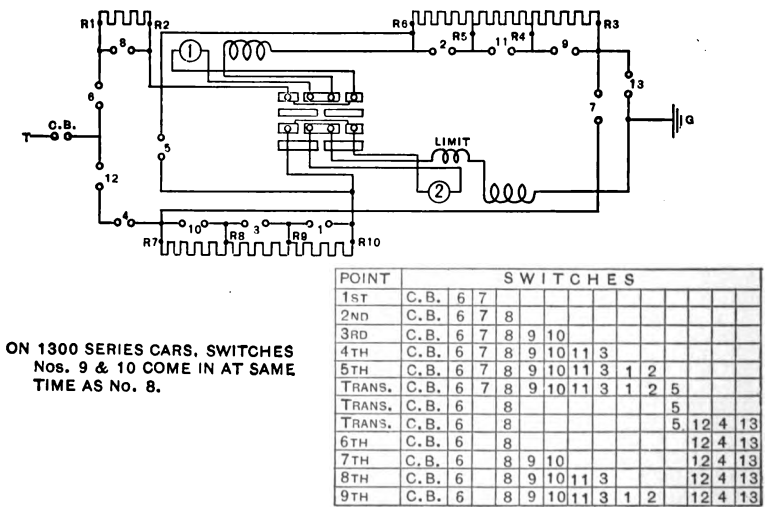 R1 R2 R6 R3
8 1 2 R5 11 R4 9
6 13
C.B. 7
T G
5 LIMIT
12
2
4
10 R8 3 R9 1
R7 R10
POINT SWITCHES
1ST C.B. 6 7
2ND C.B. 6 7 8
3RD C.B. 6 7 8 9 10
4TH C.B. 6 7 8 9 10 11 3
5TH C.B. 6 7 8 9 10 11 3 1 2
TRANS. C.B. 6 7 8 9 10 11 3 1 2 5
TRANS. C.B. 6 8 5
TRANS. C.B. 6 8 5 12 4 13
6TH C.B. 6 8 12 4 13
7TH C.B. 6 8 9 10 12 4 13
8TH C.B. 6 8 9 10 11 3 12 4 13
9TH C.B. 6 8 9 10 11 3 1 2 12 4 13
ON 1300 SERIES CARS, SWITCHES
NOS. 9 & 10 COME IN AT SAME
TIME AS NO. 8.